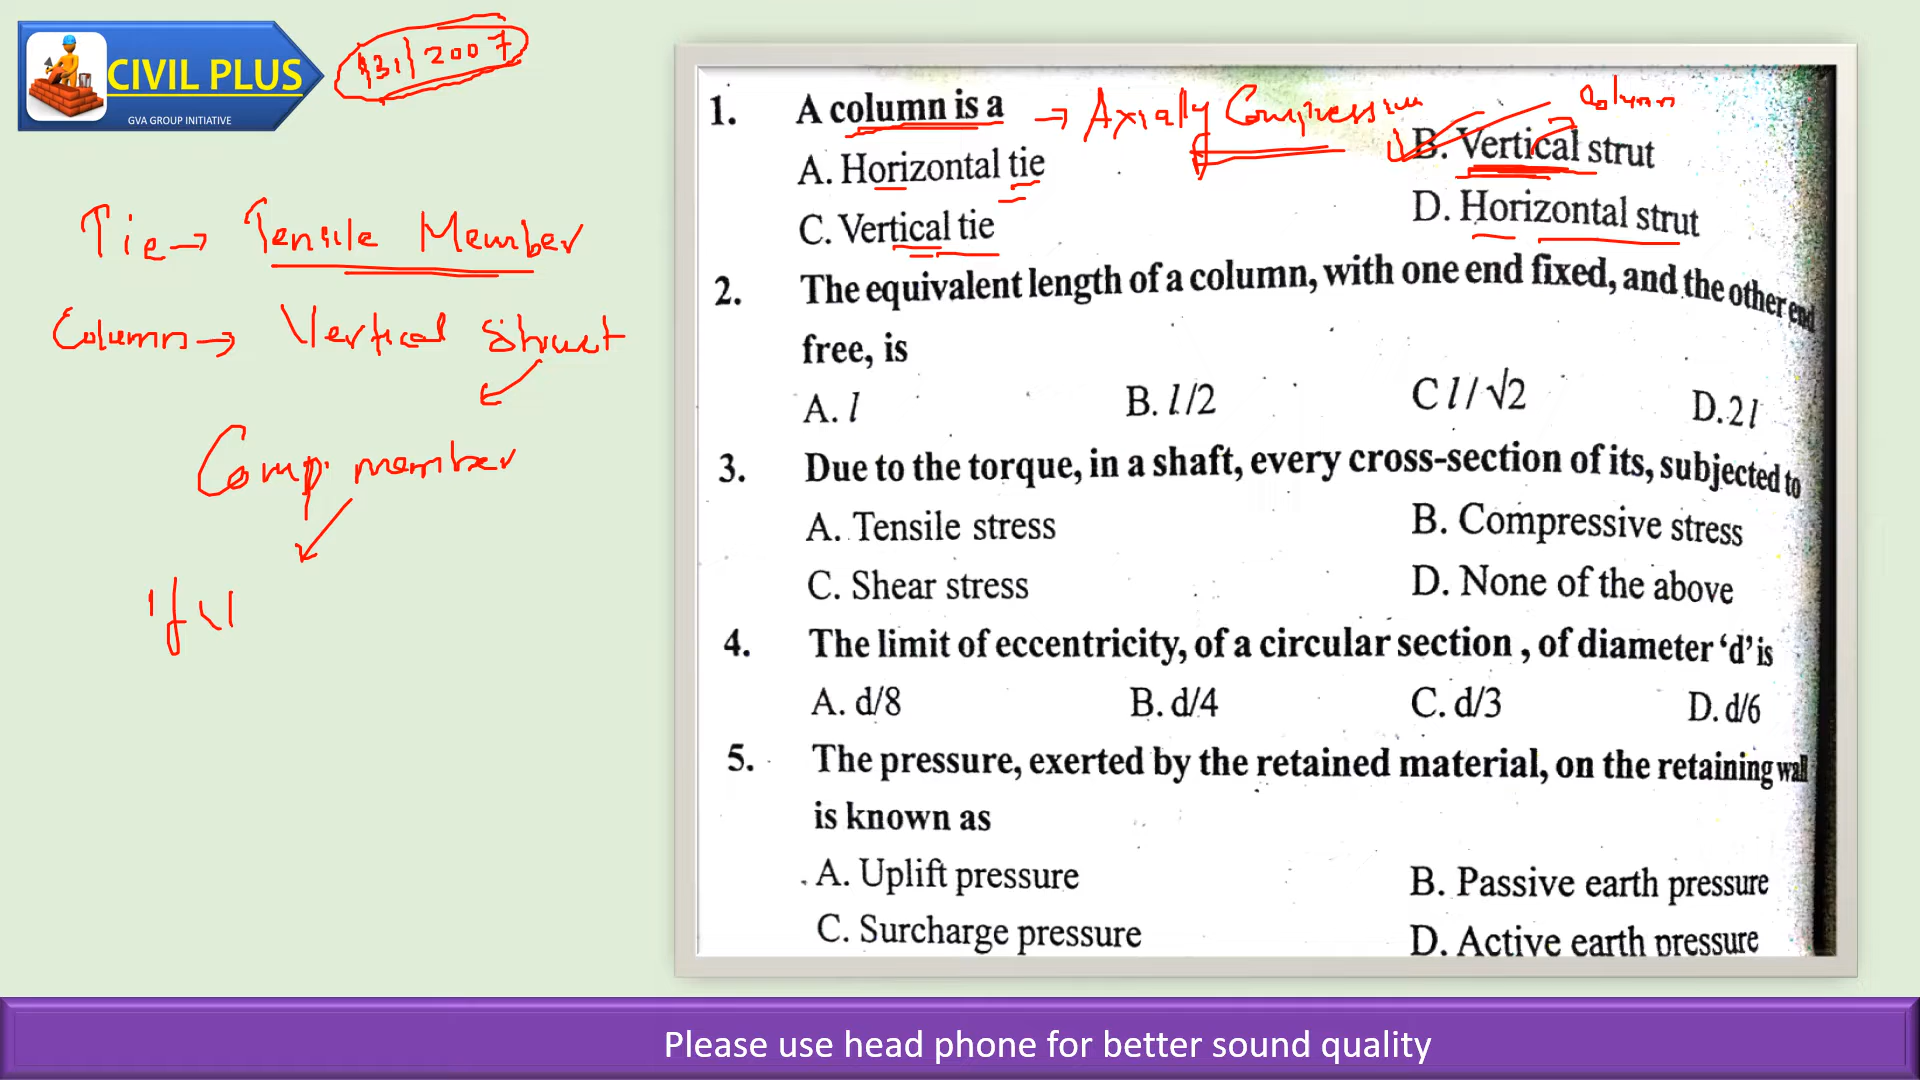 CIVIL PLUS
GVA GROUP INITIATIVE
131/2007
Tie → Tensile Member
Column → Vertical Strut
Comp. member
If
1. A column is a → Axially Compressive
A. Horizontal tie
B. Vertical strut
Column
C. Vertical tie
D. Horizontal strut
2. The equivalent length of a column, with one end fixed, and the other end
free, is
A. l B. l/2 C l/√2 D. 2l
3. Due to the torque, in a shaft, every cross-section of its, subjected to
A. Tensile stress B. Compressive stress
C. Shear stress D. None of the above
4. The limit of eccentricity, of a circular section , of diameter ‘d’ is
A. d/8 B. d/4 C. d/3 D. d/6
5. The pressure, exerted by the retained material, on the retaining wall
is known as
A. Uplift pressure B. Passive earth pressure
C. Surcharge pressure D. Active earth pressure
Please use head phone for better sound quality